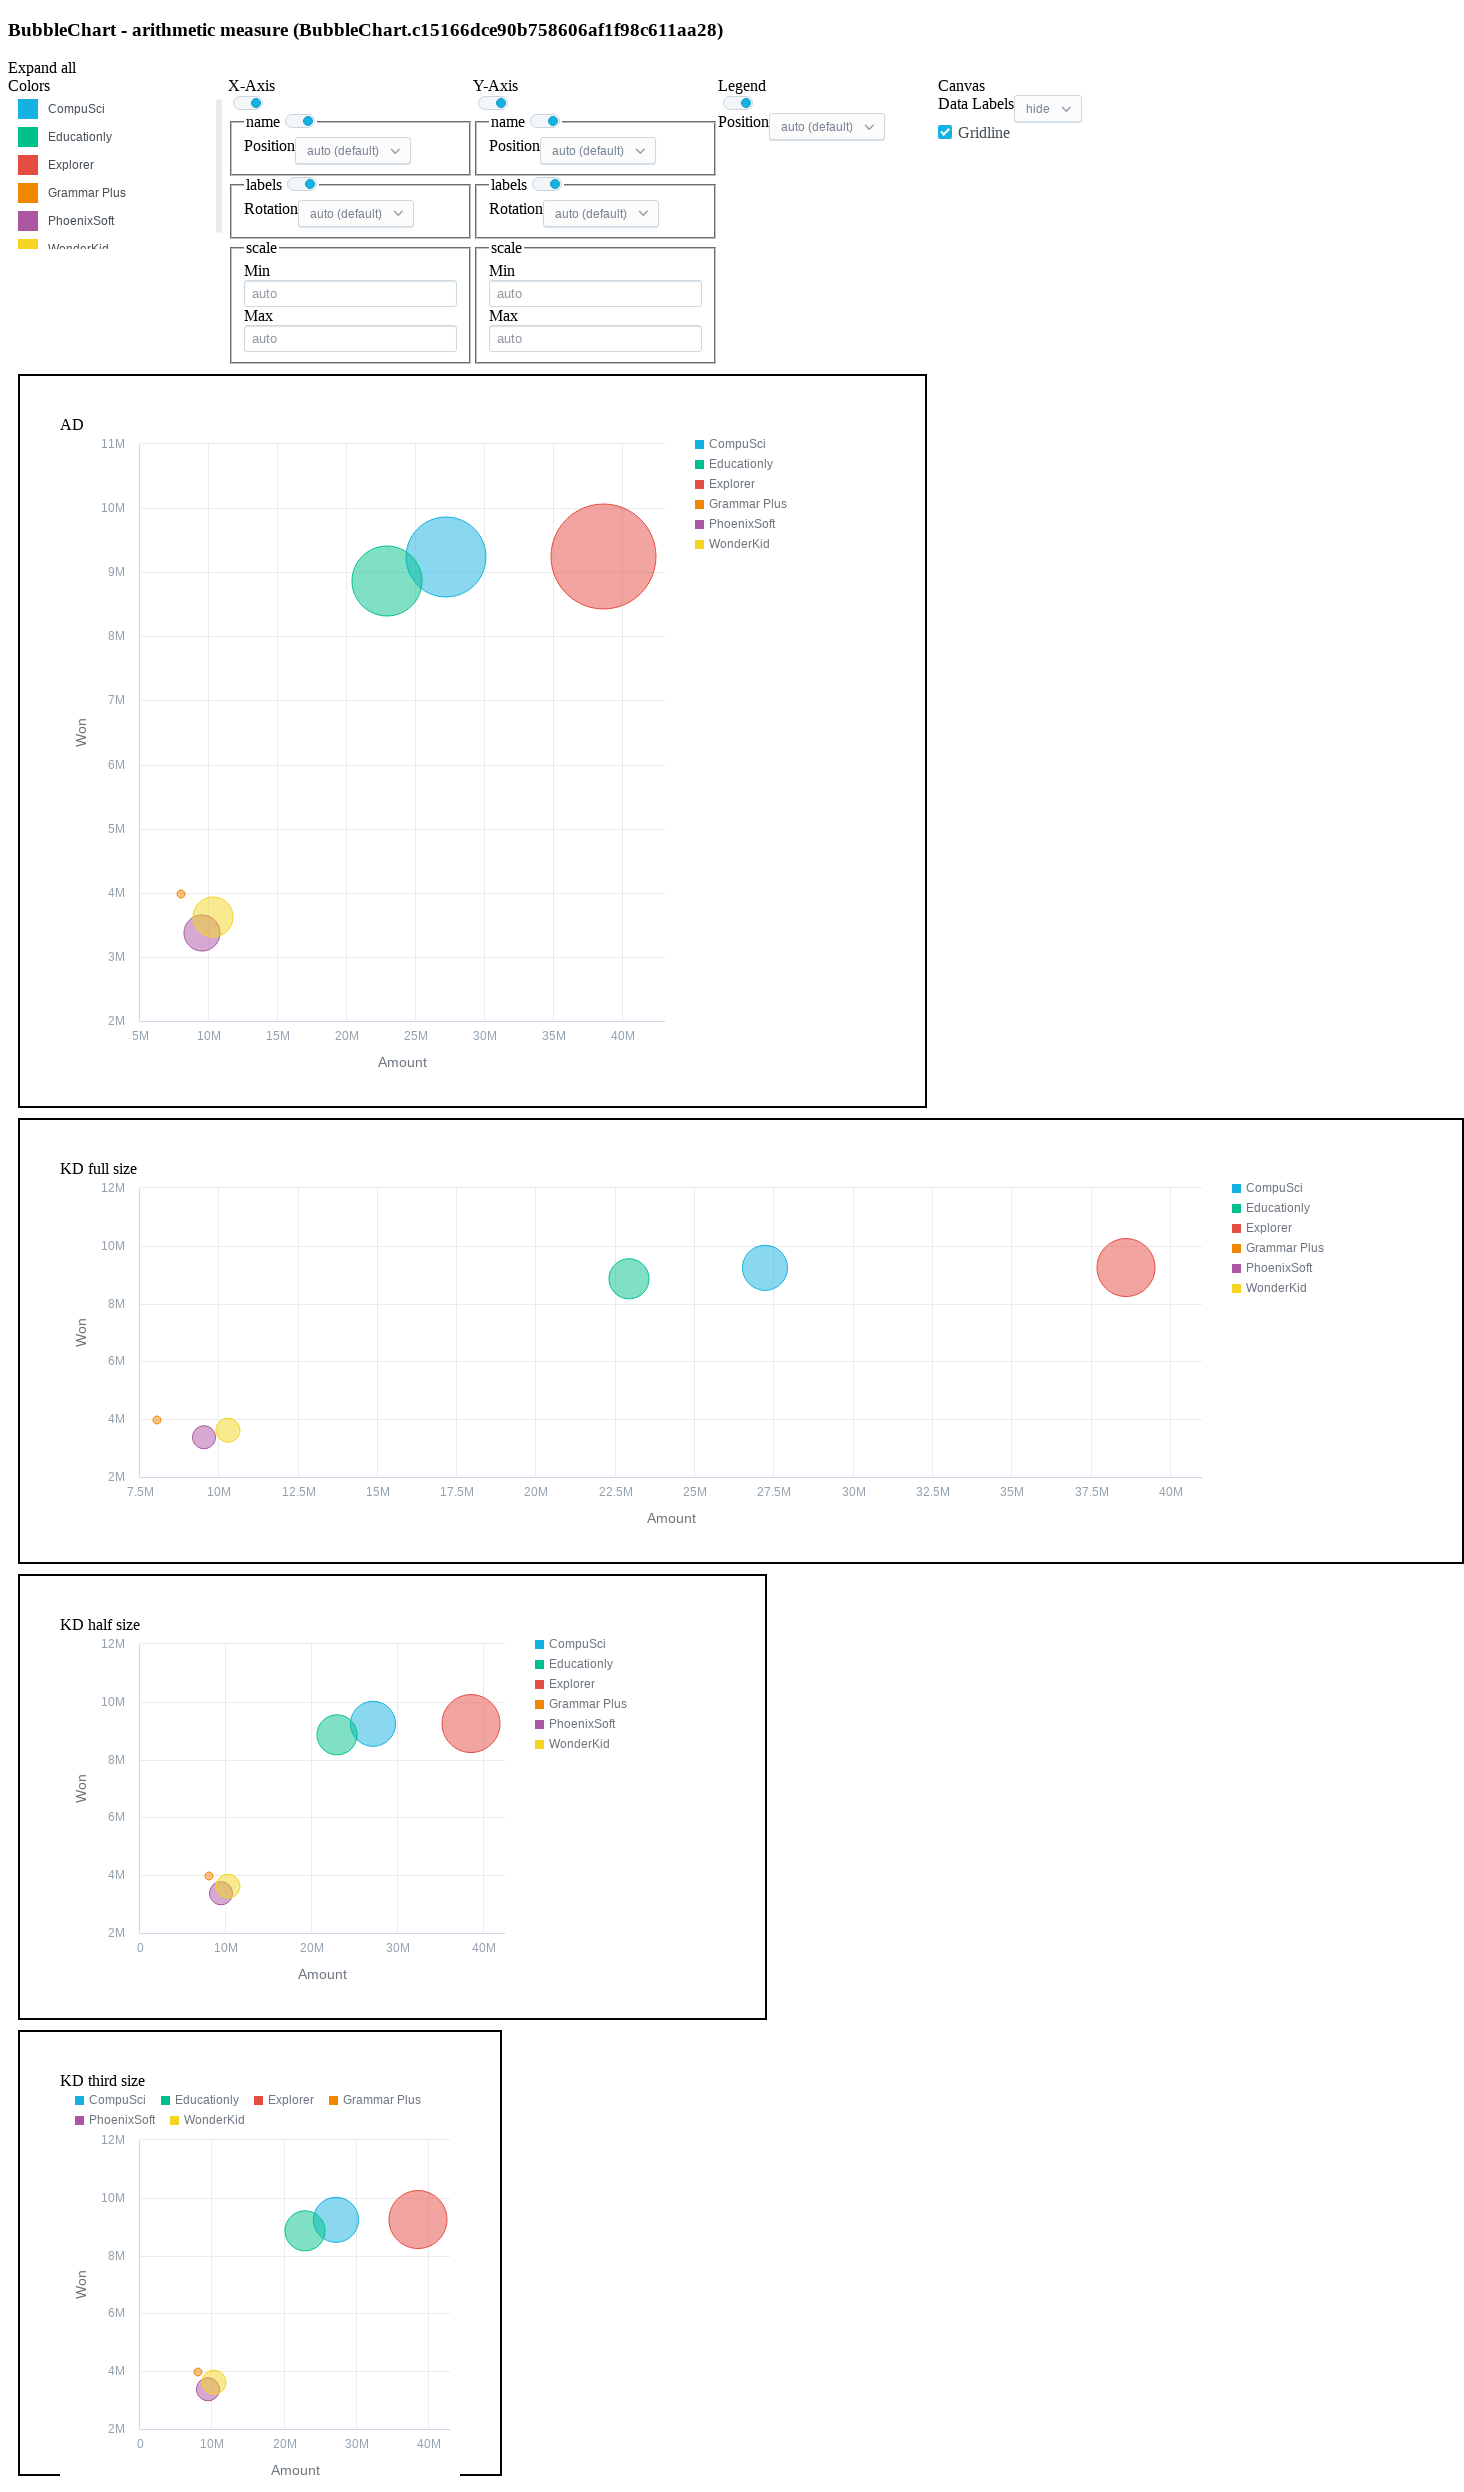 BubbleChart - arithmetic measure (BubbleChart.c15166dce90b758606af1f98c611aa28)
Expand all
Colors
CompuSci
Educationly
Explorer
Grammar Plus
PhoenixSoft
WonderKid
X-Axis
name
Position auto (default)
labels
Rotation auto (default)
scale
Min
auto
Max
auto
Y-Axis
name
Position auto (default)
labels
Rotation auto (default)
scale
Min
auto
Max
auto
Legend
Position auto (default)
Canvas
Data Labels hide
Gridline
AD
11M
10M
9M
8M
7M
6M
5M
4M
3M
2M
Won
5M 10M 15M 20M 25M 30M 35M 40M
Amount
CompuSci
Educationly
Explorer
Grammar Plus
PhoenixSoft
WonderKid
KD full size
12M
10M
8M
6M
4M
2M
Won
7.5M 10M 12.5M 15M 17.5M 20M 22.5M 25M 27.5M 30M 32.5M 35M 37.5M 40M
Amount
CompuSci
Educationly
Explorer
Grammar Plus
PhoenixSoft
WonderKid
KD half size
12M
10M
8M
6M
4M
2M
Won
0 10M 20M 30M 40M
Amount
CompuSci
Educationly
Explorer
Grammar Plus
PhoenixSoft
WonderKid
KD third size
CompuSci Educationly Explorer Grammar Plus
PhoenixSoft WonderKid
12M
10M
8M
6M
4M
2M
Won
0 10M 20M 30M 40M
Amount